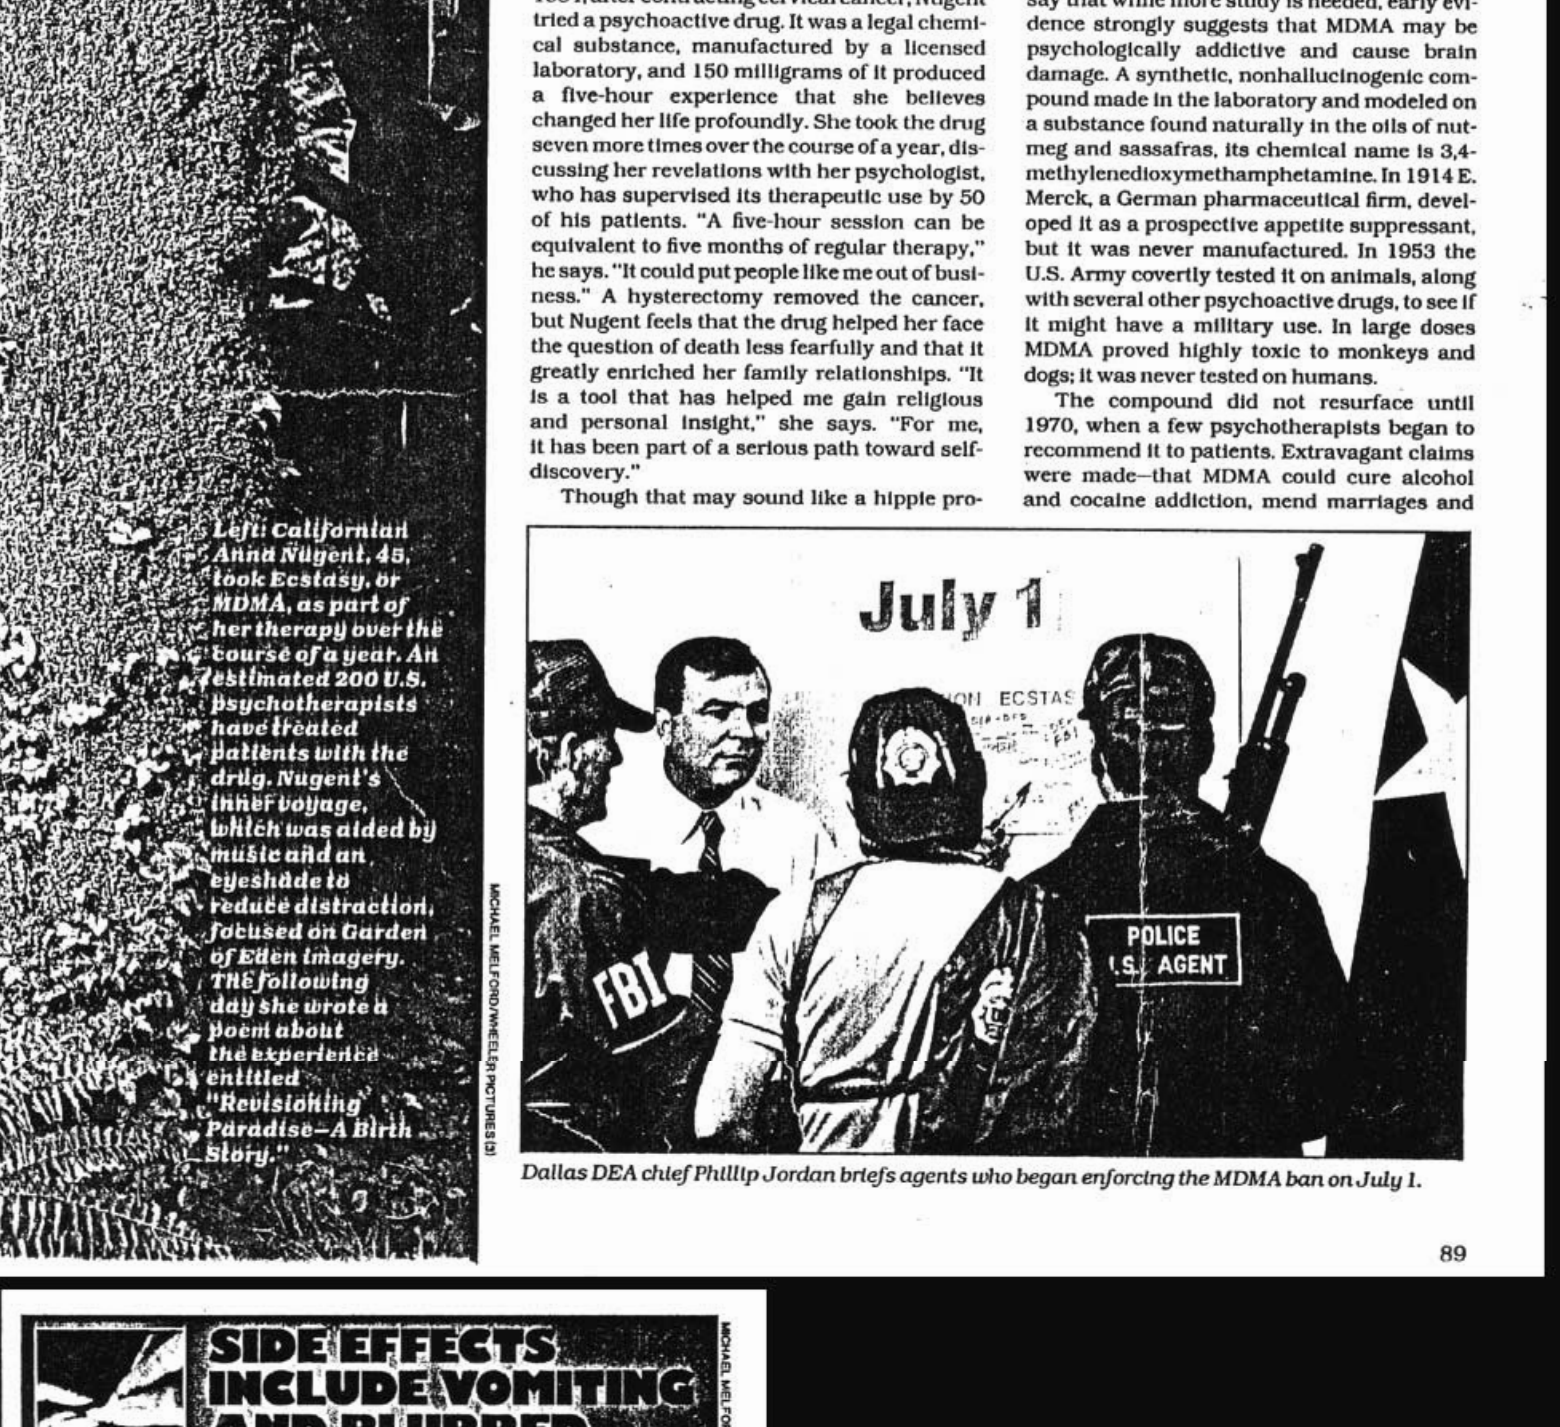 tried a psychoactive drug. It was a legal chemi-
cal substance, manufactured by a licensed
laboratory, and 150 milligrams of it produced
a five-hour experience that she believes
changed her life profoundly. She took the drug
seven more times over the course of a year, dis-
cussing her revelations with her psychologist,
who has supervised its therapeutic use by 50
of his patients. "A five-hour session can be
equivalent to five months of regular therapy,"
he says. "It could put people like me out of busi-
ness." A hysterectomy removed the cancer,
but Nugent feels that the drug helped her face
the question of death less fearfully and that it
greatly enriched her family relationships. "It
is a tool that has helped me gain religious
and personal insight," she says. "For me,
it has been part of a serious path toward self-
discovery."
Though that may sound like a hippie pro-
say that while more study is needed, early evi-
dence strongly suggests that MDMA may be
psychologically addictive and cause brain
damage. A synthetic, nonhallucinogenic com-
pound made in the laboratory and modeled on
a substance found naturally in the oils of nut-
meg and sassafras, its chemical name is 3,4-
methylenedioxymethamphetamine. In 1914 E.
Merck, a German pharmaceutical firm, devel-
oped it as a prospective appetite suppressant,
but it was never manufactured. In 1953 the
U.S. Army covertly tested it on animals, along
with several other psychoactive drugs, to see if
it might have a military use. In large doses
MDMA proved highly toxic to monkeys and
dogs; it was never tested on humans.
The compound did not resurface until
1970, when a few psychotherapists began to
recommend it to patients. Extravagant claims
were made—that MDMA could cure alcohol
and cocaine addiction, mend marriages and
Left: Californian
Anna Nugent, 45,
took Ecstasy, or
MDMA, as part of
her therapy over the
course of a year. An
estimated 200 U.S.
psychotherapists
have treated
patients with the
drug. Nugent's
inner voyage,
which was aided by
music and an
eyeshade to
reduce distraction,
focused on Garden
of Eden imagery.
The following
day she wrote a
poem about
the experience
entitled
"Revisioning
Paradise—A Birth
Story."
MICHAEL MELFORD/WHEELER PICTURES (3)
July 1
ION ECSTAS
FBI
POLICE
.S. AGENT
Dallas DEA chief Phillip Jordan briefs agents who began enforcing the MDMA ban on July 1.
89
SIDE EFFECTS
INCLUDE VOMITING
AND BLURRED
MICHAEL MELFO